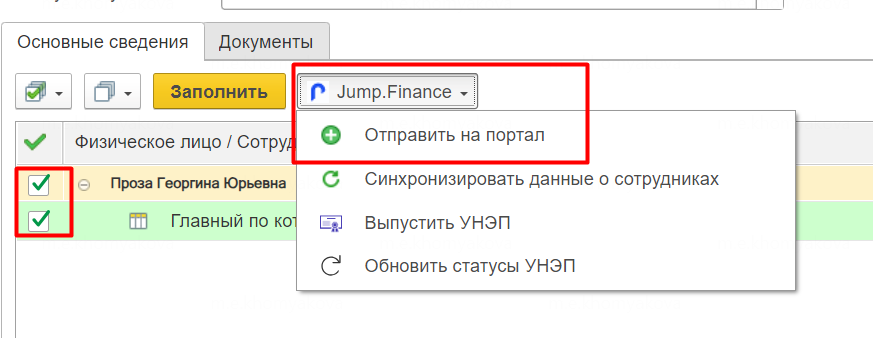 Основные сведения Документы
Заполнить Jump.Finance
Физическое лицо / Сотруд
Отправить на портал
Проза Георгина Юрьевна
Синхронизировать данные о сотрудниках
Главный по кот
Выпустить УНЭП
Обновить статусы УНЭП